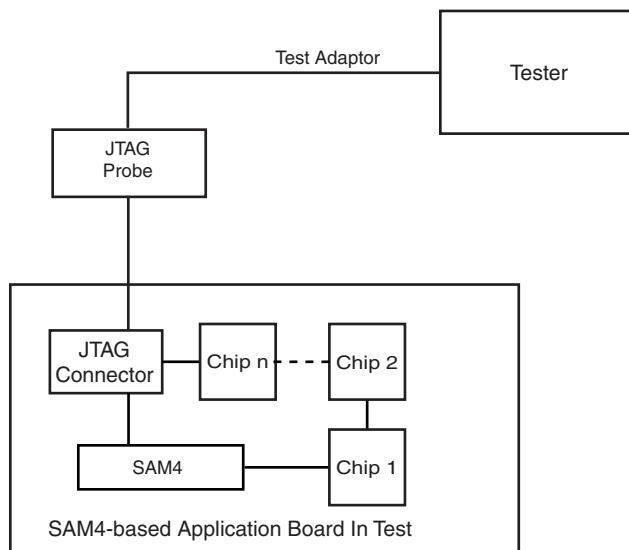 Test Adaptor
Tester
JTAG
Probe
JTAG
Connector
Chip n
Chip 2
SAM4
Chip 1
SAM4-based Application Board In Test